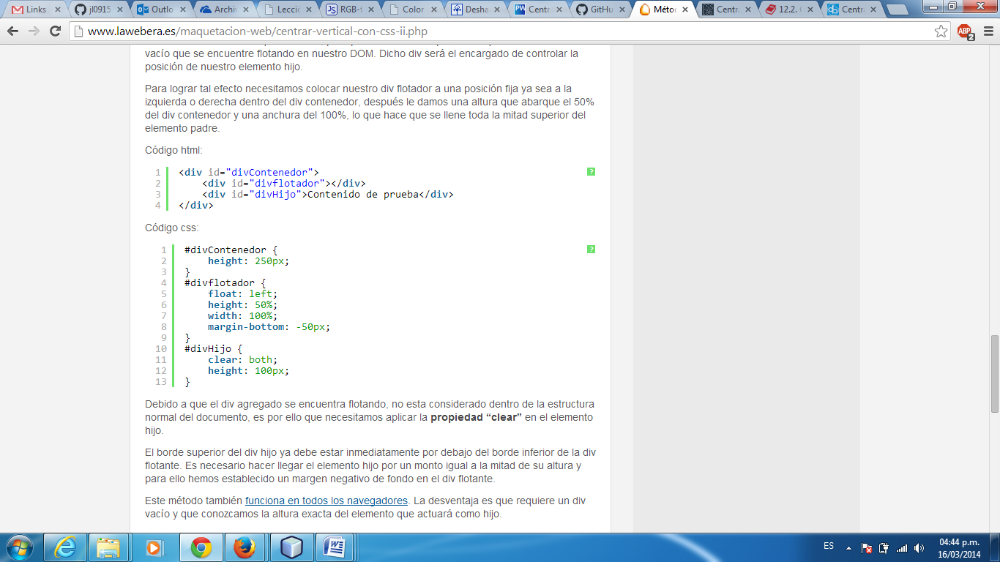 Links
jl0915
Outlo
Archiv
Lecció
RGB-t
Color
Desha
Centra
GitHu
Métod
Centra
12.2. C
Centra
www.lawebera.es/maquetacion-web/centrar-vertical-con-css-ii.php
ABP
2
vacío que se encuentre flotando en nuestro DOM. Dicho div será el encargado de controlar la
posición de nuestro elemento hijo.
Para lograr tal efecto necesitamos colocar nuestro div flotador a una posición fija ya sea a la
izquierda o derecha dentro del div contenedor, después le damos una altura que abarque el 50%
del div contenedor y una anchura del 100%, lo que hace que se llene toda la mitad superior del
elemento padre.
Código html:
?
1 <div id="divContenedor">
2     <div id="divflotador"></div>
3     <div id="divHijo">Contenido de prueba</div>
4 </div>
Código css:
?
1 #divContenedor {
2     height: 250px;
3 }
4 #divflotador {
5     float: left;
6     height: 50%;
7     width: 100%;
8     margin-bottom: -50px;
9 }
10 #divHijo {
11     clear: both;
12     height: 100px;
13 }
Debido a que el div agregado se encuentra flotando, no esta considerado dentro de la estructura
normal del documento, es por ello que necesitamos aplicar la propiedad “clear” en el elemento
hijo.
El borde superior del div hijo ya debe estar inmediatamente por debajo del borde inferior de la div
flotante. Es necesario hacer llegar el elemento hijo por un monto igual a la mitad de su altura y
para ello hemos establecido un margen negativo de fondo en el div flotante.
Este método también funciona en todos los navegadores. La desventaja es que requiere un div
vacío y que conozcamos la altura exacta del elemento que actuará como hijo.
ES
04:44 p.m.
16/03/2014